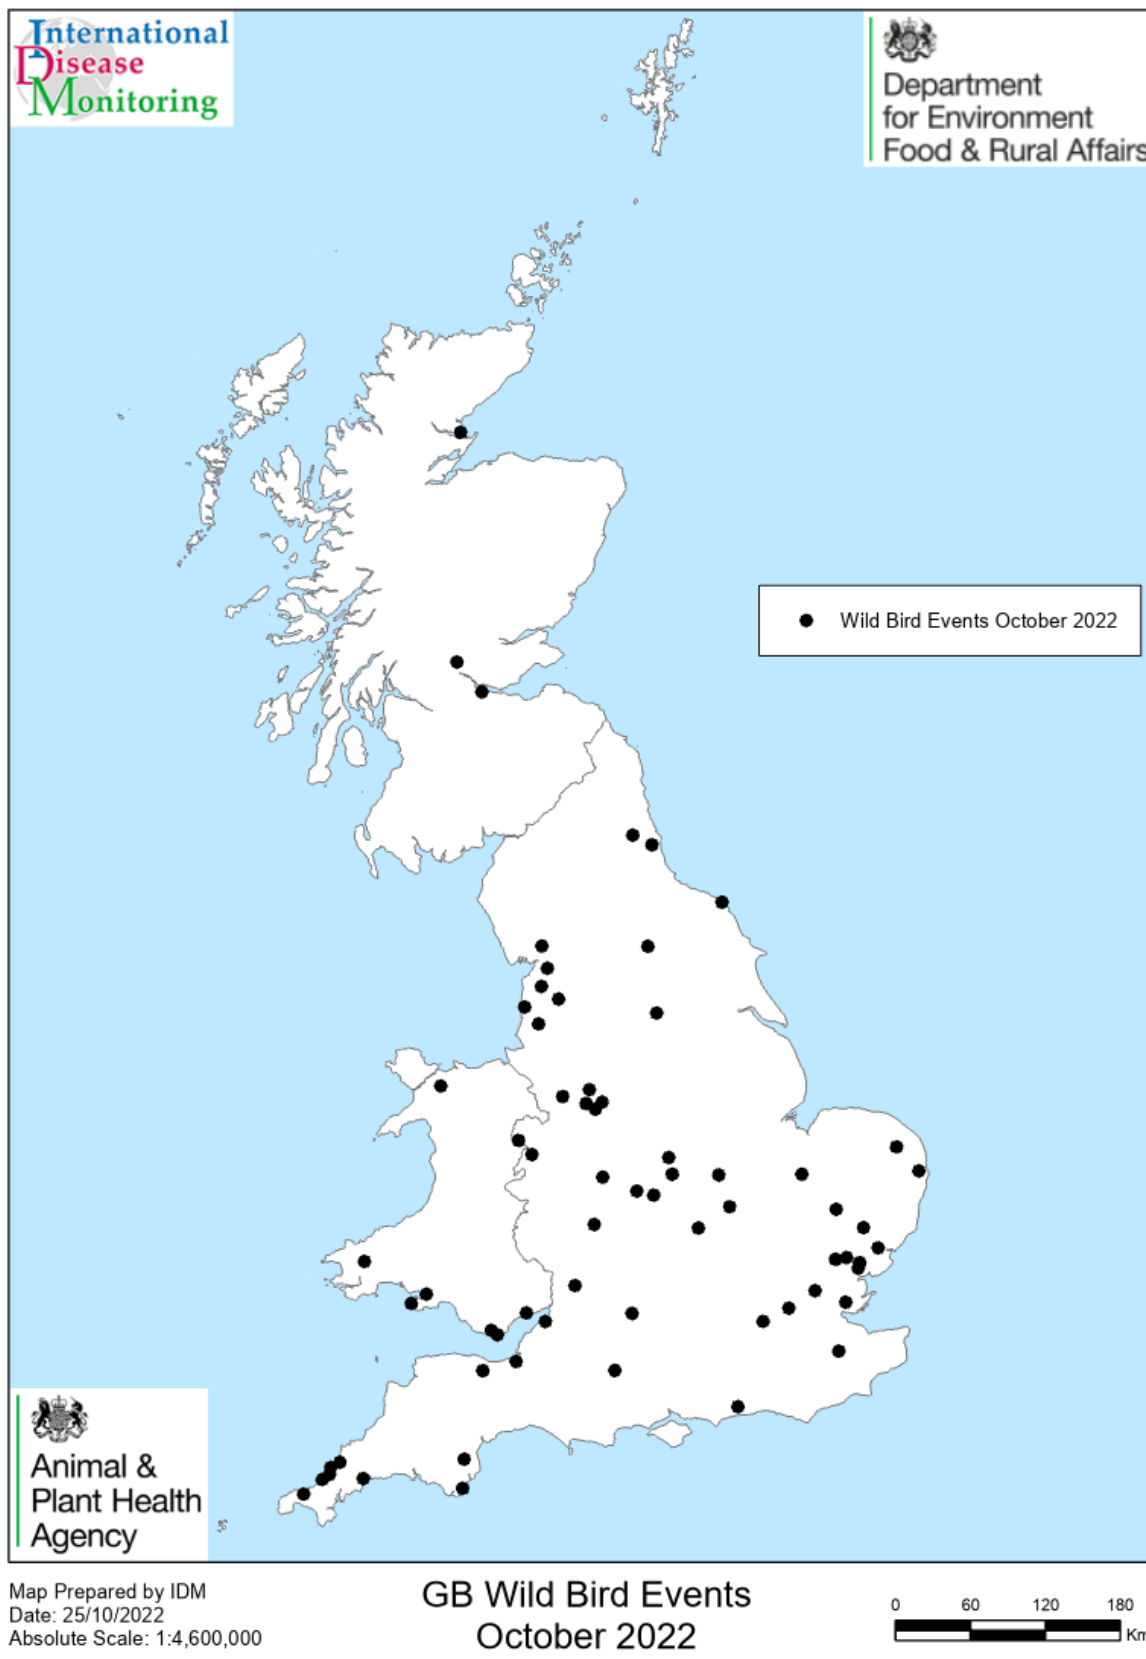 International
Disease
Monitoring
Department
for Environment
Food & Rural Affairs
Wild Bird Events October 2022
Animal &
Plant Health
Agency
Map Prepared by IDM
Date: 25/10/2022
Absolute Scale: 1:4,600,000
GB Wild Bird Events
October 2022
0 60 120 180
Km